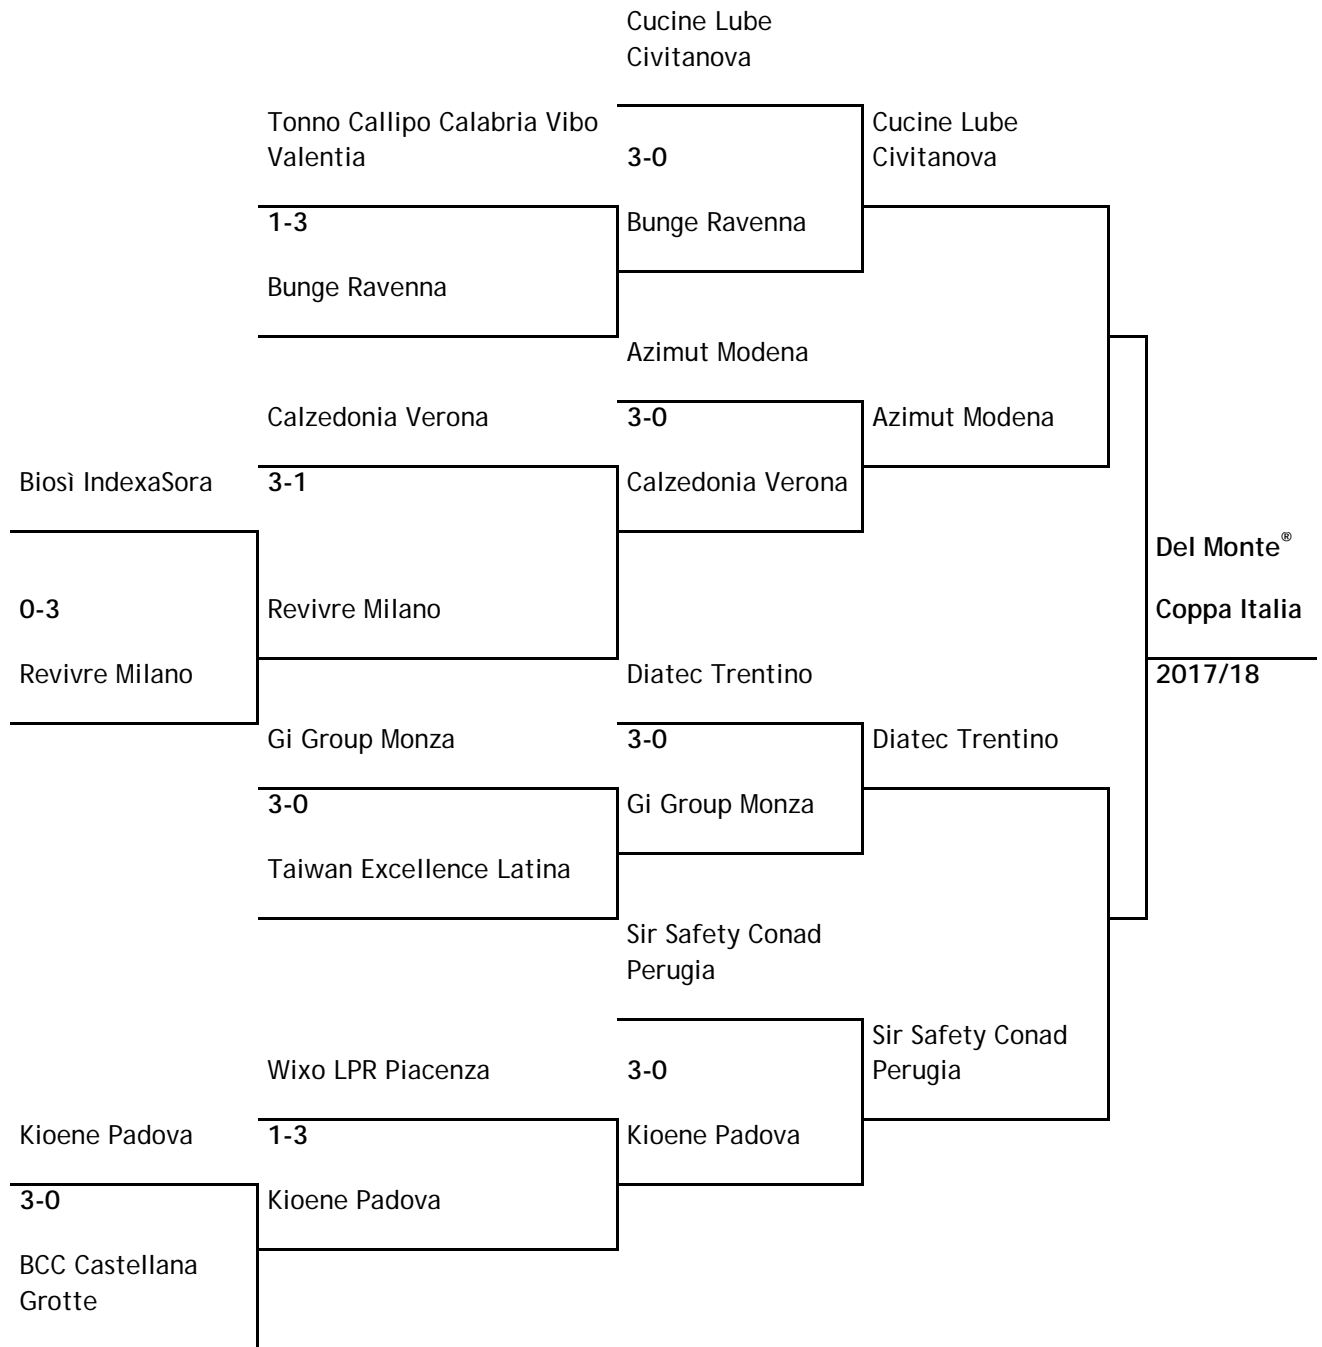 Cucine Lube
Civitanova
Tonno Callipo Calabria Vibo
Valentia
3-0
Cucine Lube
Civitanova
1-3
Bunge Ravenna
Bunge Ravenna
Azimut Modena
Calzedonia Verona
3-0
Azimut Modena
Biosì IndexaSora
3-1
Calzedonia Verona
Del Monte®
0-3
Revivre Milano
Coppa Italia
Revivre Milano
Diatec Trentino
2017/18
Gi Group Monza
3-0
Diatec Trentino
3-0
Gi Group Monza
Taiwan Excellence Latina
Sir Safety Conad
Perugia
Wixo LPR Piacenza
3-0
Sir Safety Conad
Perugia
Kioene Padova
1-3
Kioene Padova
3-0
Kioene Padova
BCC Castellana
Grotte